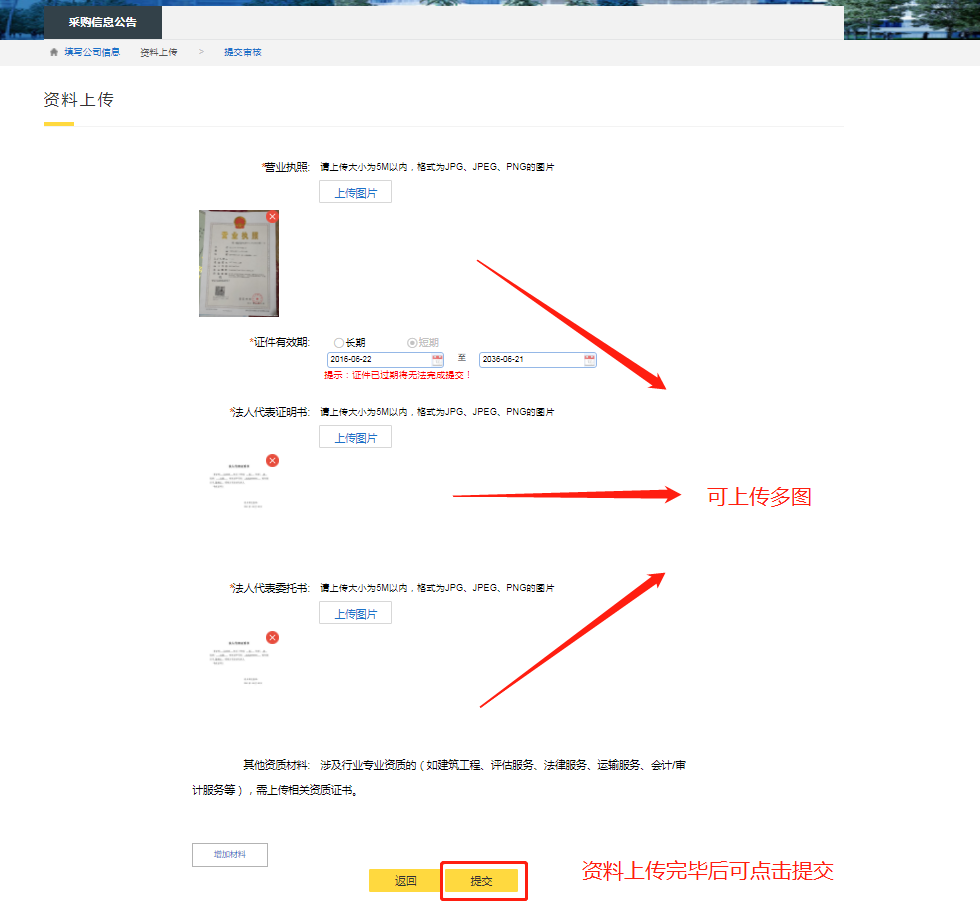 采购信息公告
填写公司信息 资料上传 > 提交审核
资料上传
*营业执照: 请上传大小为5M以内，格式为JPG、JPEG、PNG的图片
上传图片
营业执照
*证件有效期: 长期 短期
2016-06-22 至 2036-06-21
提示：证件已过期将无法完成提交！
*法人代表证明书: 请上传大小为5M以内，格式为JPG、JPEG、PNG的图片
上传图片
可上传多图
*法人代表委托书: 请上传大小为5M以内，格式为JPG、JPEG、PNG的图片
上传图片
其他资质材料: 涉及行业专业资质的（如建筑工程、评估服务、法律服务、运输服务、会计/审
计服务等），需上传相关资质证书。
增加材料
返回 提交
资料上传完毕后可点击提交